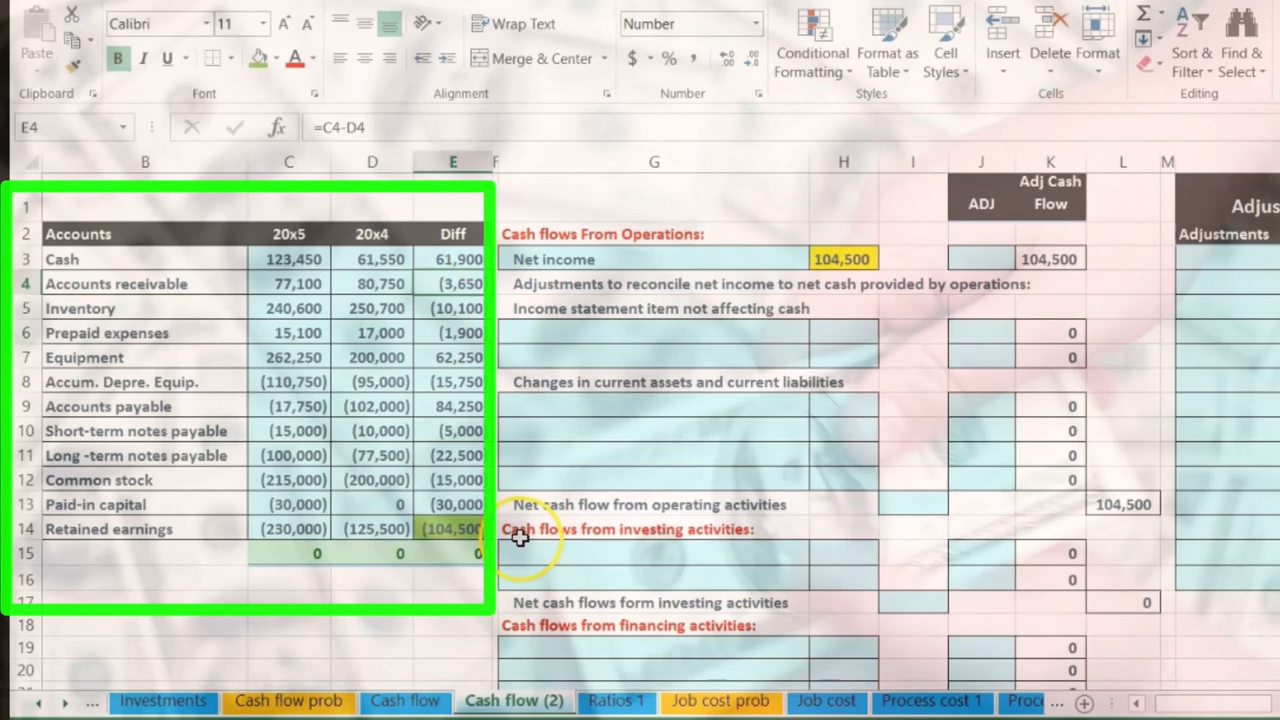 Calibri 11 A A Wrap Text Number
Paste B I U Merge & Center $ % , Conditional Formatting Format as Table Cell Styles Insert Delete Format Sort & Filter Find & Select
Clipboard Font Alignment Number Styles Cells Editing
E4 fx =C4-D4
B C D E F G H I J K L M
1 ADJ Adj Cash Flow Adjus
2 Accounts 20x5 20x4 Diff Cash flows From Operations: Adjustments
3 Cash 123,450 61,550 61,900 Net income 104,500 104,500
4 Accounts receivable 77,100 80,750 (3,650 Adjustments to reconcile net income to net cash provided by operations:
5 Inventory 240,600 250,700 (10,100 Income statement item not affecting cash
6 Prepaid expenses 15,100 17,000 (1,900 0
7 Equipment 262,250 200,000 62,250 0
8 Accum. Depre. Equip. (110,750) (95,000) (15,750 Changes in current assets and current liabilities
9 Accounts payable (17,750) (102,000) 84,250 0
10 Short-term notes payable (15,000) (10,000) (5,000 0
11 Long -term notes payable (100,000) (77,500) (22,500 0
12 Common stock (215,000) (200,000) (15,000 0
13 Paid-in capital (30,000) 0 (30,000 Net cash flow from operating activities 104,500
14 Retained earnings (230,000) (125,500) (104,500 Cash flows from investing activities:
15 0 0 0 0
16 0
17 Net cash flows form investing activities 0
18 Cash flows from financing activities:
19 0
20 0
... Investments Cash flow prob Cash flow Cash flow (2) Ratios 1 Job cost prob Job cost Process cost 1 Proc ...